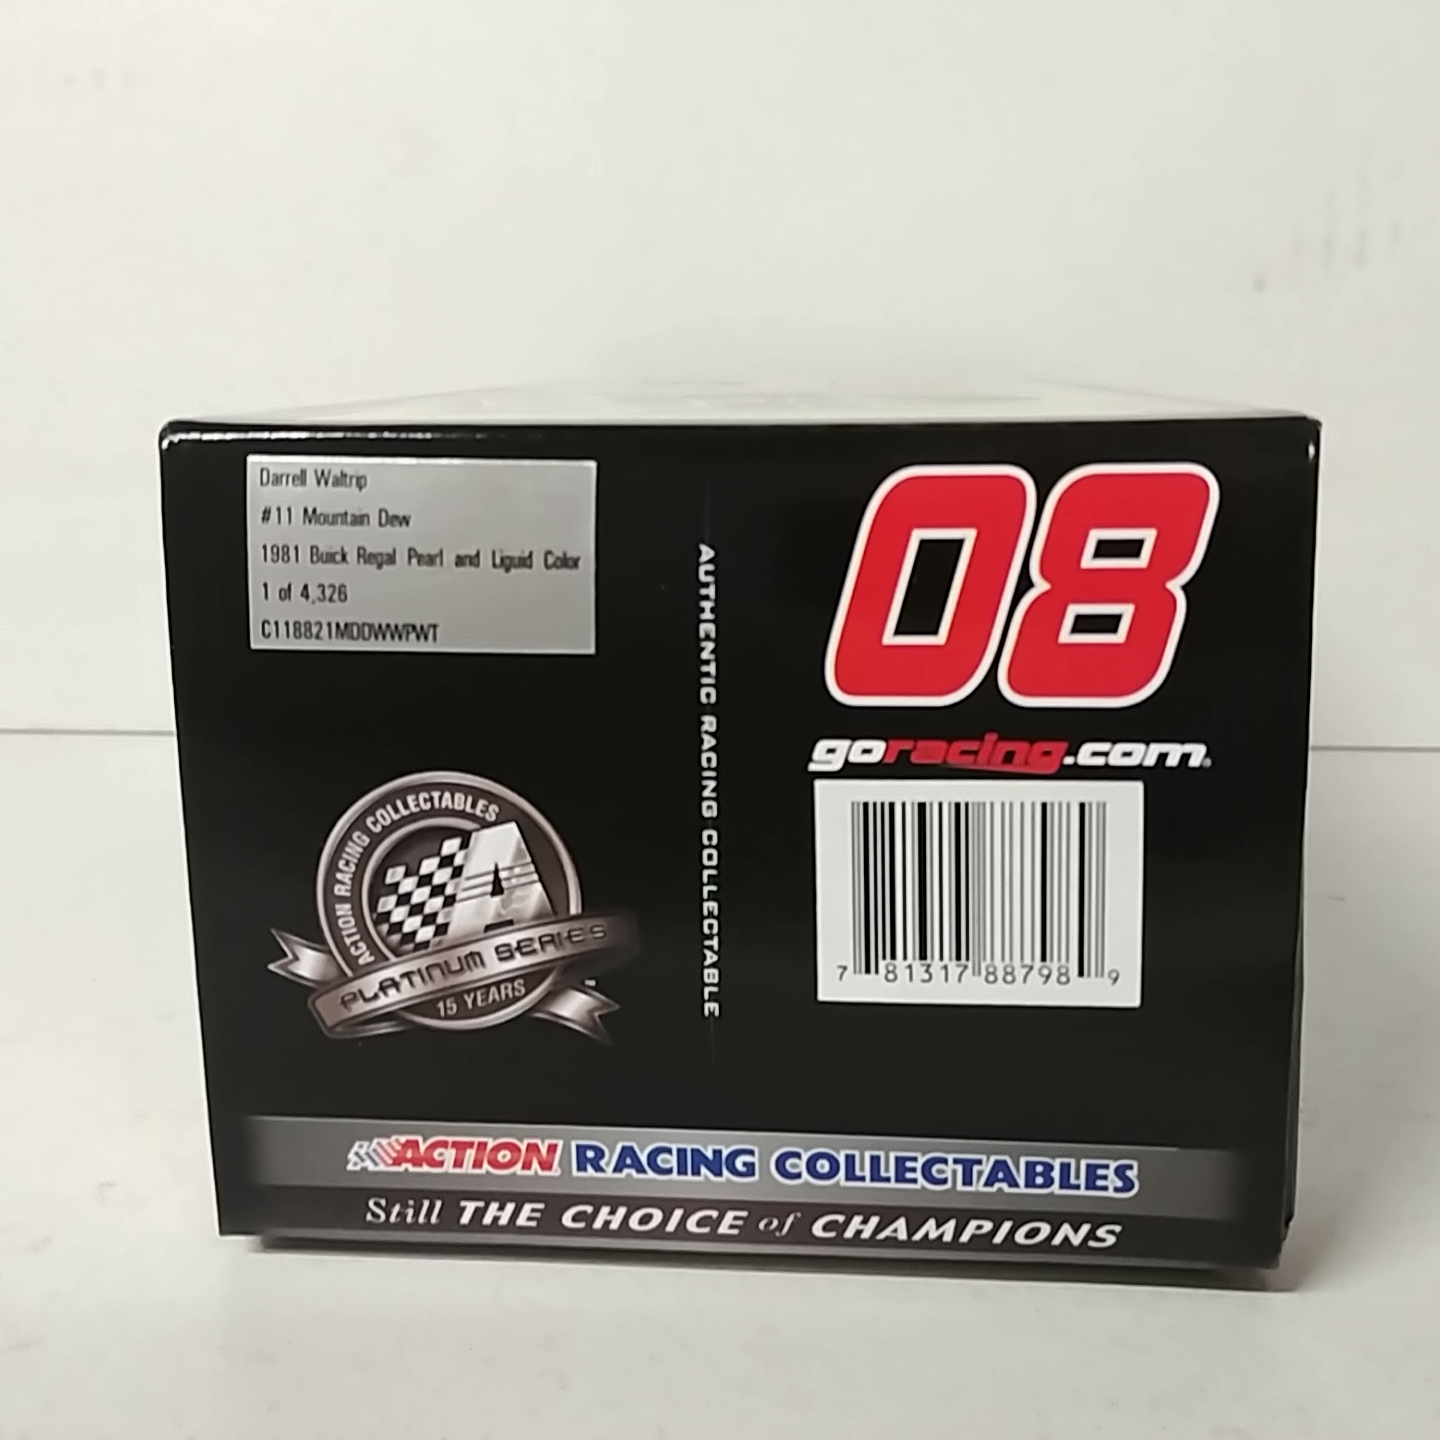 Darrell Waltrip
#11 Mountain Dew
1981 Buick Regal Pearl and Liquid Color
1 of 4,326
C118821MDDWWPWT
ACTION RACING COLLECTABLES
A
PLATINUM SERIES
15 YEARS
™
AUTHENTIC RACING COLLECTABLE
08
goracing.com®
7 81317 88798 9
ACTION RACING COLLECTABLES
Still THE CHOICE of CHAMPIONS